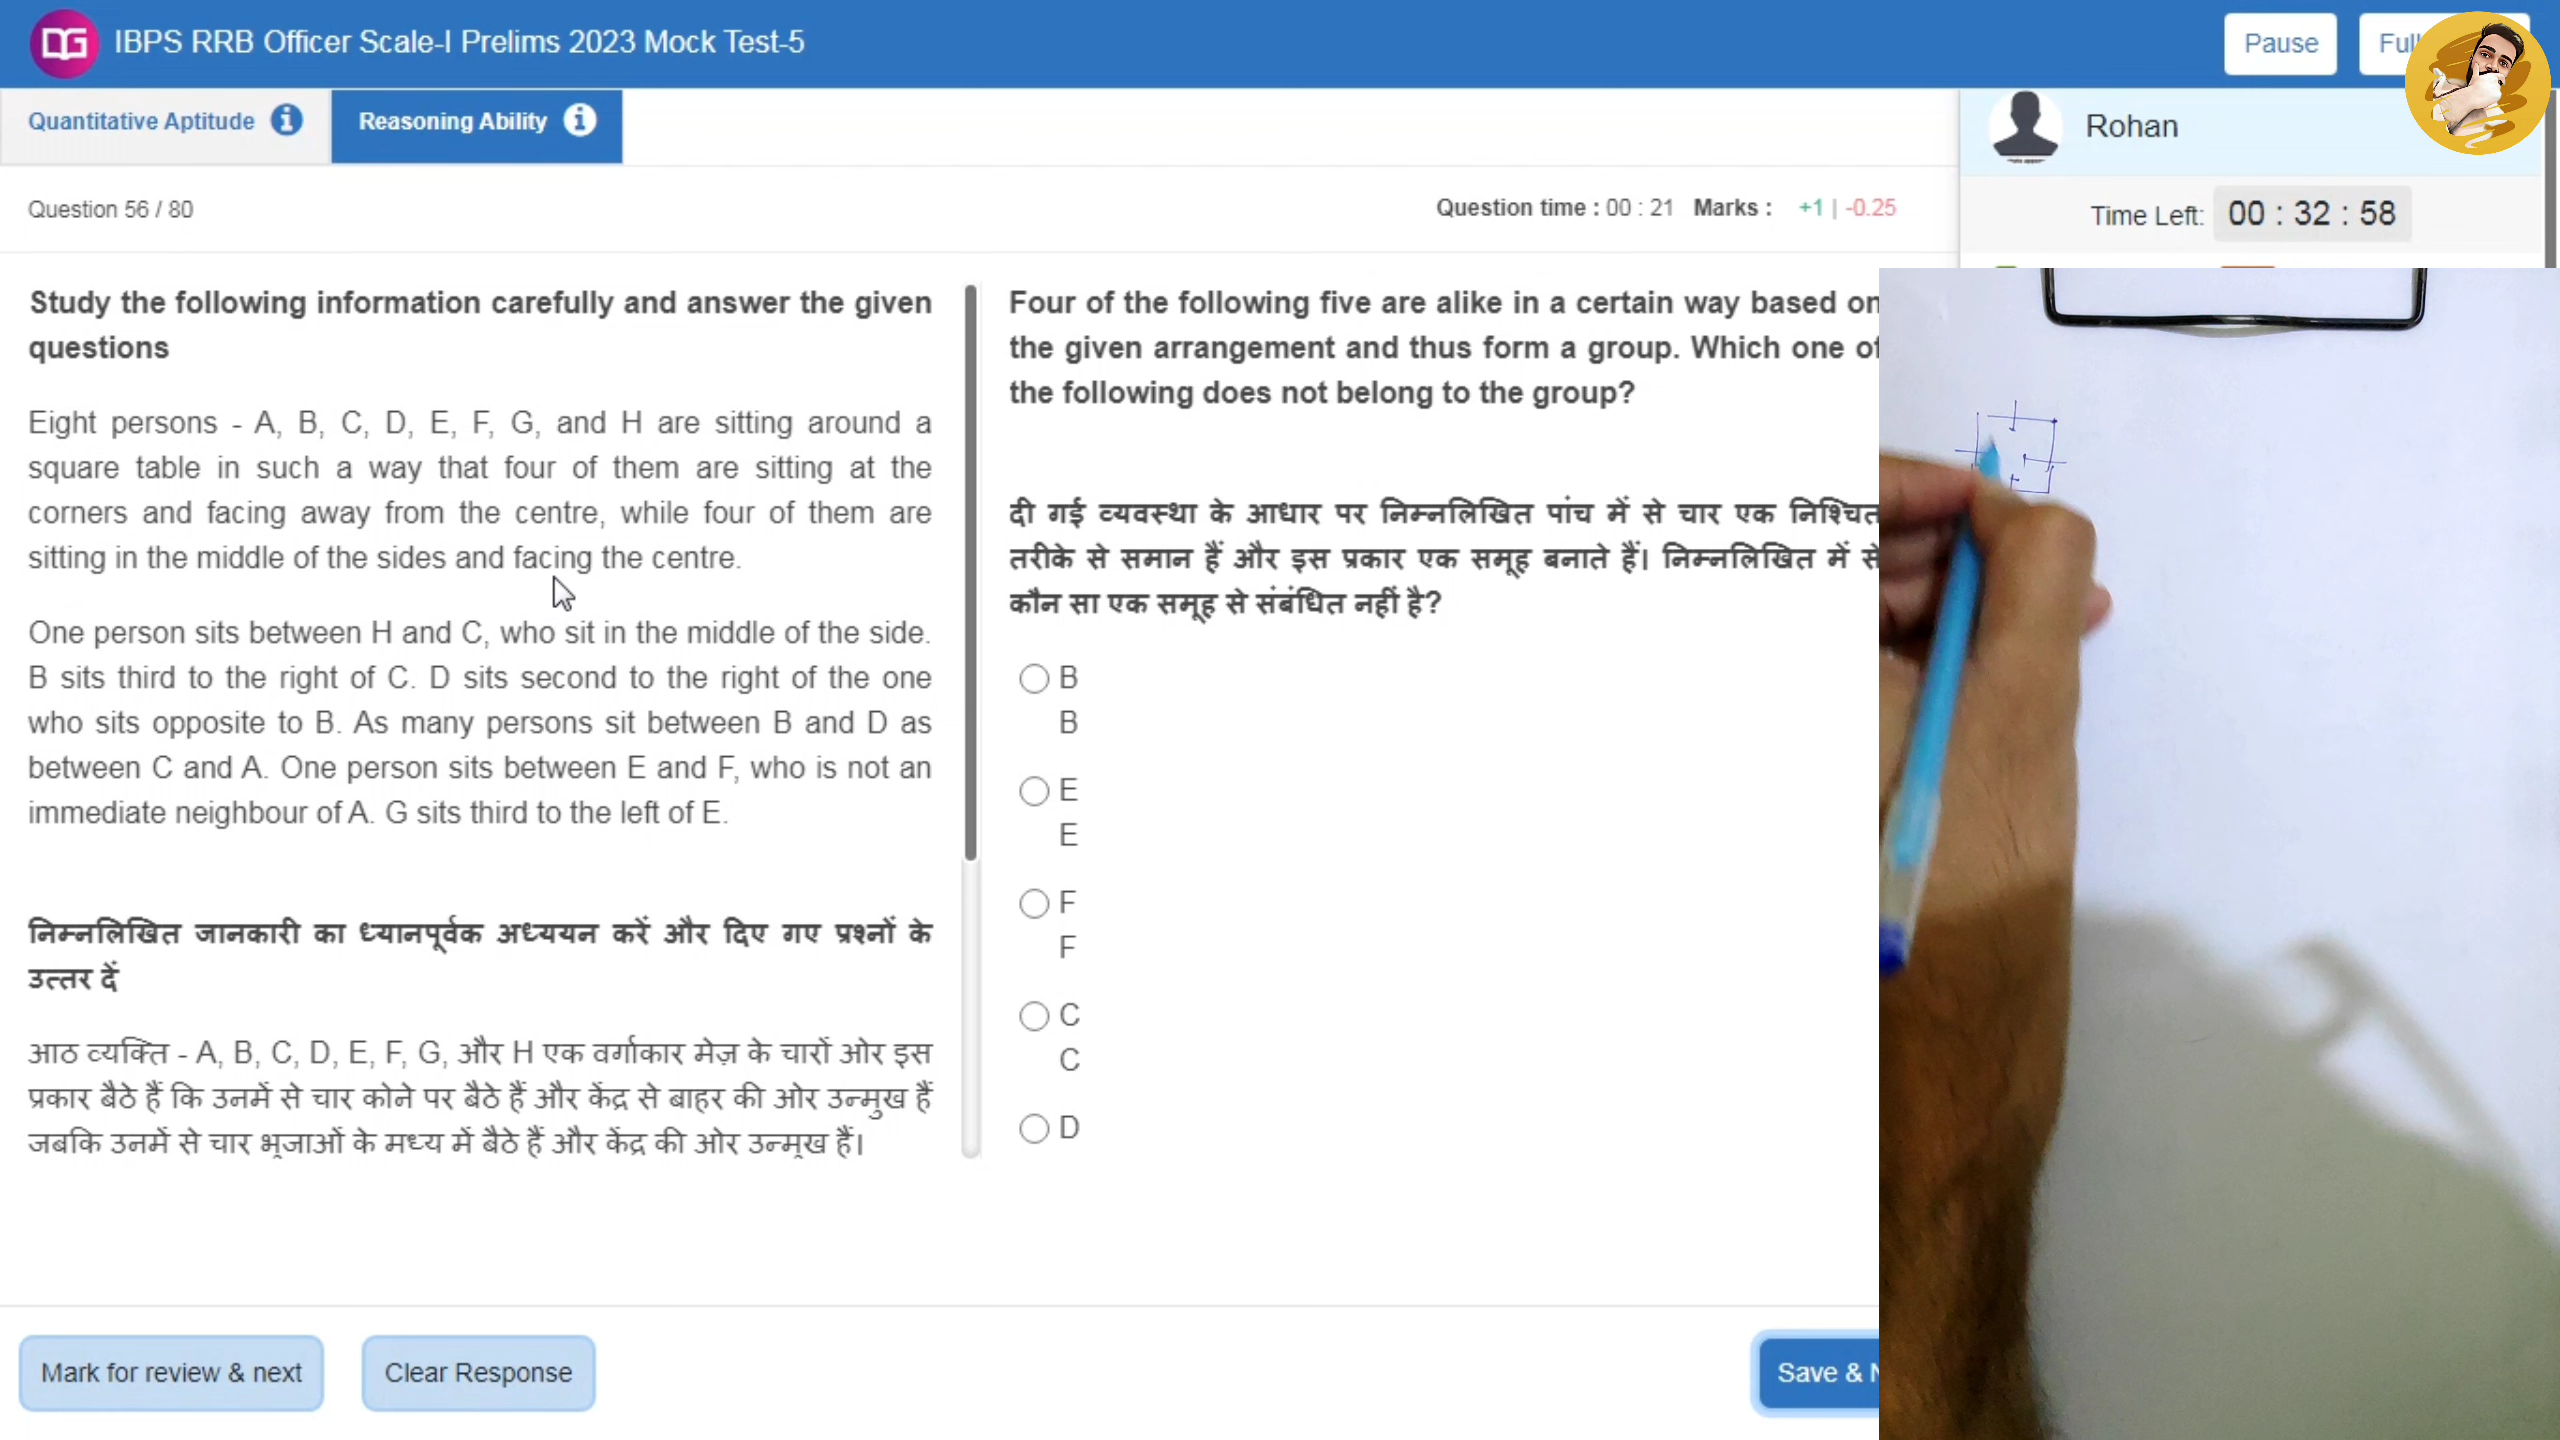 DG IBPS RRB Officer Scale-I Prelims 2023 Mock Test-5
Pause
Full
Quantitative Aptitude i
Reasoning Ability i
Rohan
Question 56 / 80
Question time : 00 : 21 Marks : +1 | -0.25
Time Left: 00 : 32 : 58
Study the following information carefully and answer the given
questions
Eight persons - A, B, C, D, E, F, G, and H are sitting around a
square table in such a way that four of them are sitting at the
corners and facing away from the centre, while four of them are
sitting in the middle of the sides and facing the centre.
One person sits between H and C, who sit in the middle of the side.
B sits third to the right of C. D sits second to the right of the one
who sits opposite to B. As many persons sit between B and D as
between C and A. One person sits between E and F, who is not an
immediate neighbour of A. G sits third to the left of E.
निम्नलिखित जानकारी का ध्यानपूर्वक अध्ययन करें और दिए गए प्रश्नों के
उत्तर दें
आठ व्यक्ति - A, B, C, D, E, F, G, और H एक वर्गाकार मेज़ के चारों ओर इस
प्रकार बैठे हैं कि उनमें से चार कोने पर बैठे हैं और केंद्र से बाहर की ओर उन्मुख हैं
जबकि उनमें से चार भुजाओं के मध्य में बैठे हैं और केंद्र की ओर उन्मुख हैं।
Four of the following five are alike in a certain way based on
the given arrangement and thus form a group. Which one of
the following does not belong to the group?
दी गई व्यवस्था के आधार पर निम्नलिखित पांच में से चार एक निश्चित
तरीके से समान हैं और इस प्रकार एक समूह बनाते हैं। निम्नलिखित में से
कौन सा एक समूह से संबंधित नहीं है?
B
B
E
E
F
F
C
C
D
Mark for review & next
Clear Response
Save &